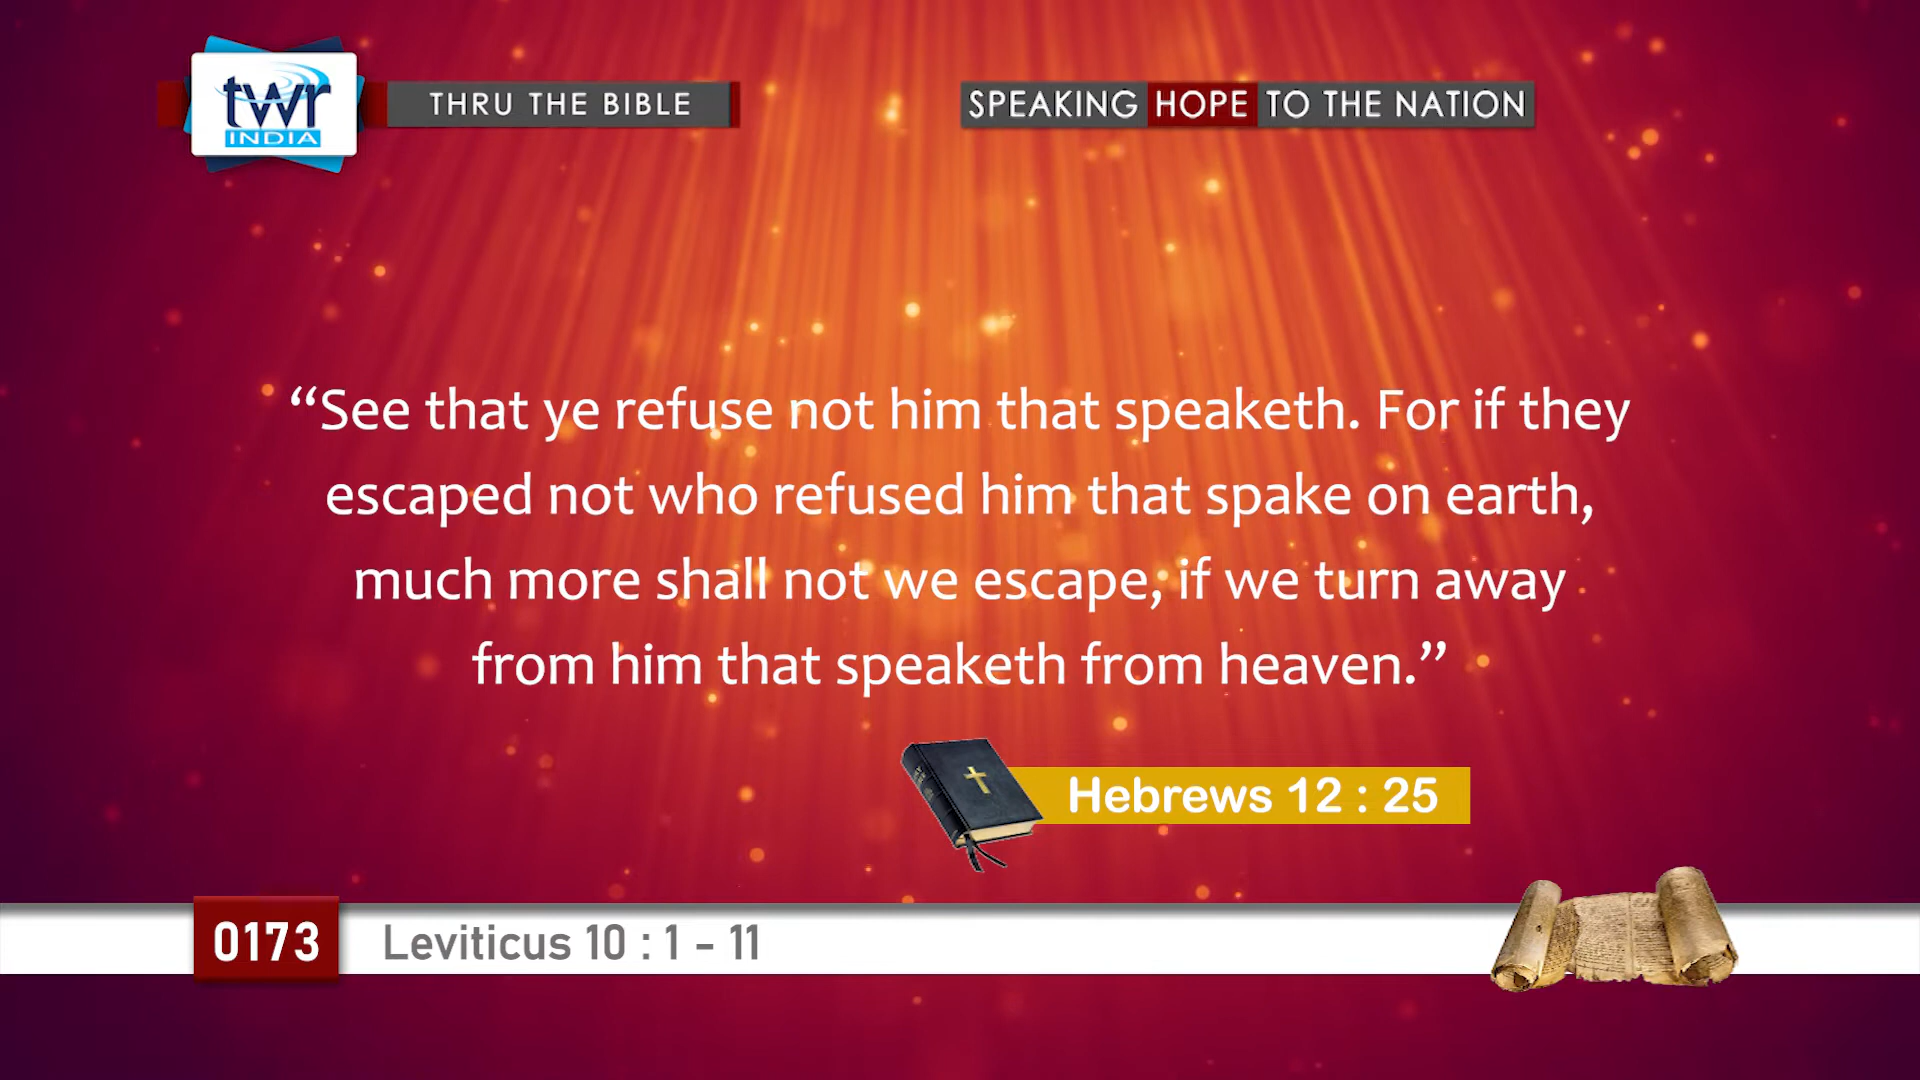 twr
INDIA
THRU THE BIBLE
SPEAKING HOPE TO THE NATION
“See that ye refuse not him that speaketh. For if they
escaped not who refused him that spake on earth,
much more shall not we escape, if we turn away
from him that speaketh from heaven.”
Hebrews 12 : 25
0173
Leviticus 10 : 1 - 11